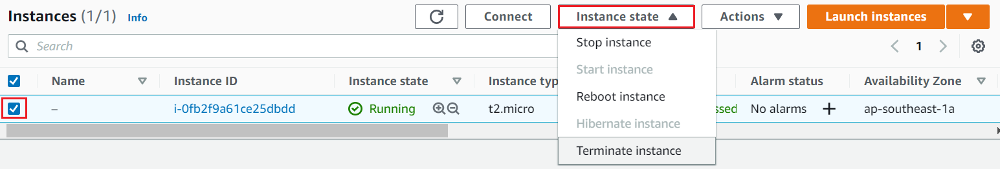 Instances (1/1) Info Connect Instance state Actions Launch instances
Search Stop instance 1
Start instance
Name Instance ID Instance state Instance typ Alarm status Availability Zone
Reboot instance
– i-0fb2f9a61ce25dbdd Running t2.micro ssed No alarms + ap-southeast-1a
Hibernate instance
Terminate instance